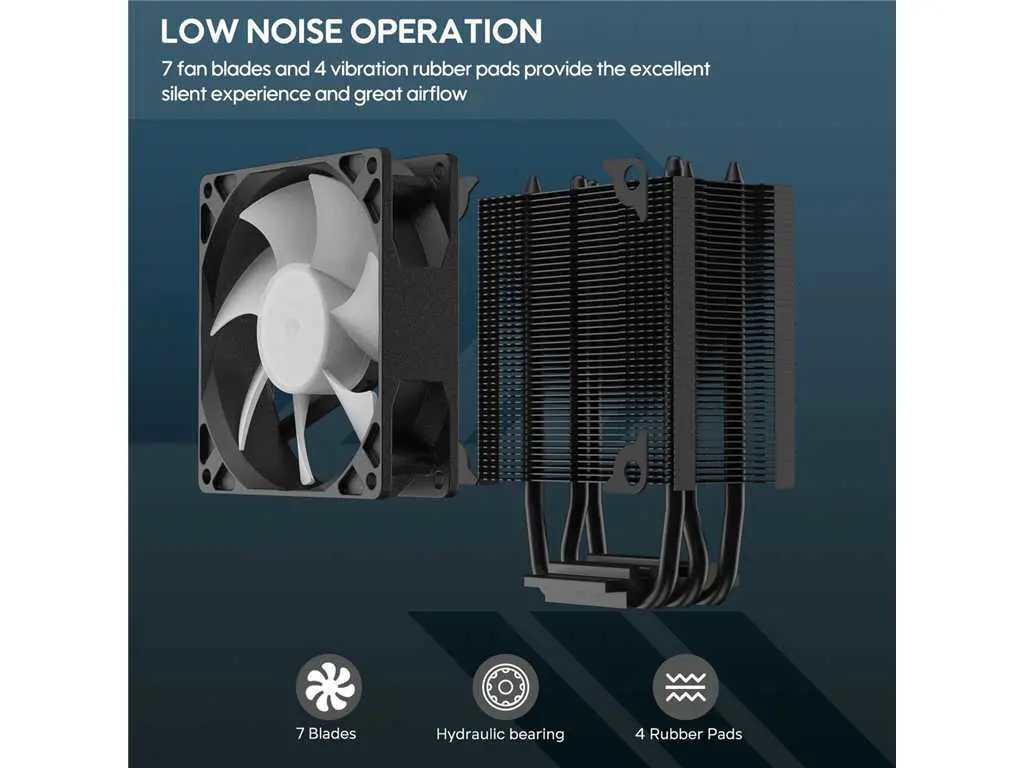 LOW NOISE OPERATION
7 fan blades and 4 vibration rubber pads provide the excellent
silent experience and great airflow
7 Blades
Hydraulic bearing
4 Rubber Pads